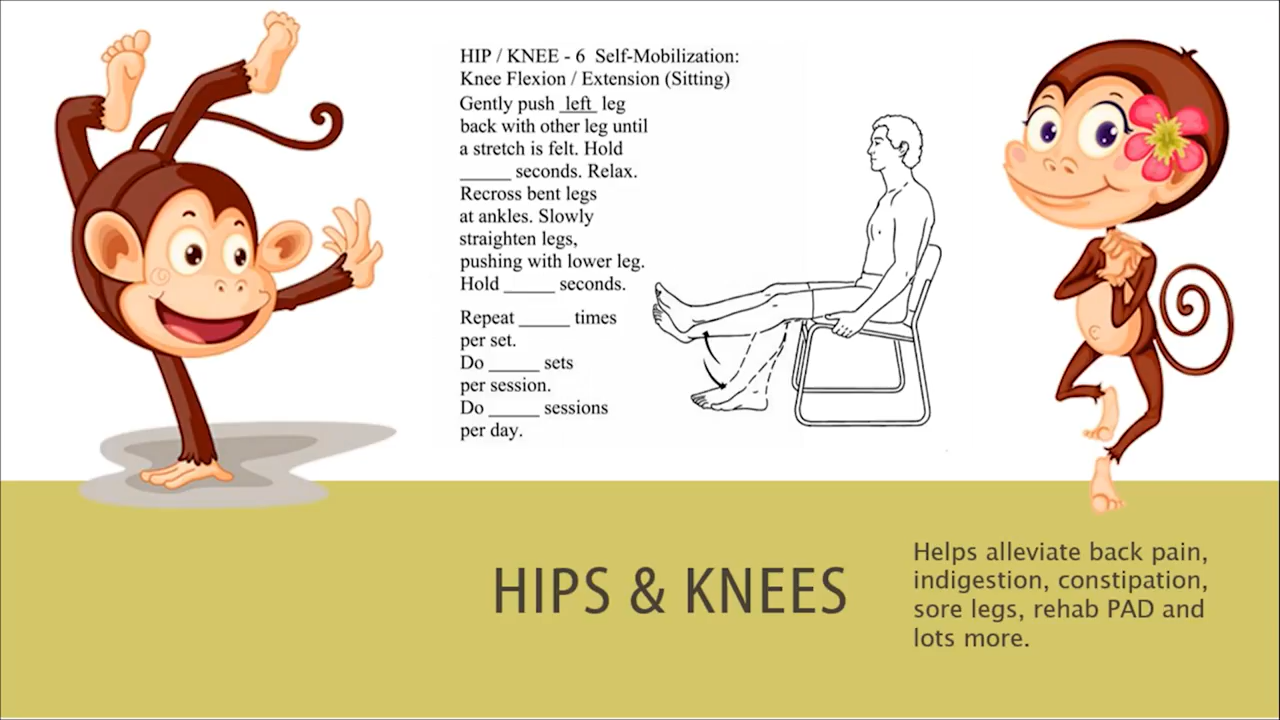 HIP / KNEE - 6 Self-Mobilization:
Knee Flexion / Extension (Sitting)
Gently push _left_ leg
back with other leg until
a stretch is felt. Hold
_____ seconds. Relax.
Recross bent legs
at ankles. Slowly
straighten legs,
pushing with lower leg.
Hold _____ seconds.
Repeat _____ times
per set.
Do _____ sets
per session.
Do _____ sessions
per day.
HIPS & KNEES
Helps alleviate back pain,
indigestion, constipation,
sore legs, rehab PAD and
lots more.